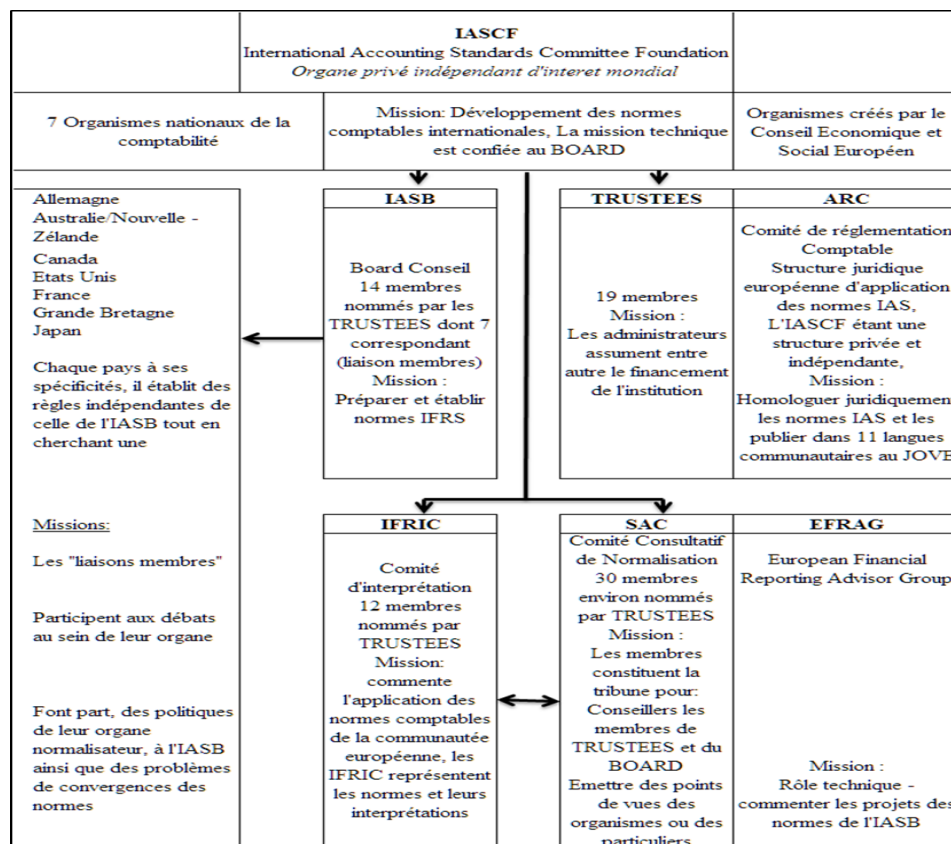 IASCF
International Accounting Standards Committee Foundation
Organe privé indépendant d'interet mondial
7 Organismes nationaux de la
comptabilité
Mission: Développement des normes
comptables internationales, La mission technique
est confiée au BOARD
Organismes créés par le
Conseil Economique et
Social Européen
Allemagne
Australie/Nouvelle -
Zélande
Canada
Etats Unis
France
Grande Bretagne
Japan
Chaque pays à ses
spécificités, il établit des
règles indépendantes de
celle de l'IASB tout en
cherchant une
IASB
Board Conseil
14 membres
nommés par les
TRUSTEES dont 7
correspondant
(liaison membres)
Mission :
Préparer et établir
normes IFRS
TRUSTEES
19 membres
Mission :
Les administrateurs
assument entre
autre le financement
de l'institution
ARC
Comité de réglementation
Comptable
Structure juridique
européenne d'application
des normes IAS,
L'IASCF étant une
structure privée et
indépendante,
Mission :
Homologuer juridiquement
les normes IAS et les
publier dans 11 langues
communautaires au JOVE
Missions:
Les "liaisons membres"
Participent aux débats
au sein de leur organe
Font part, des politiques
de leur organe
normalisateur, à l'IASB
ainsi que des problèmes
de convergences des
normes
IFRIC
Comité
d'interprétation
12 membres
nommés par
TRUSTEES
Mission:
commente
l'application des
normes comptables
de la communautée
européenne, les
IFRIC représentent
les normes et leurs
interprétations
SAC
Comité Consultatif
de Normalisation
30 membres
environ nommés
par TRUSTEES
Mission :
Les membres
constituent la
tribune pour:
Conseillers les
membres de
TRUSTEES et du
BOARD
Emettre des points
de vues des
organismes ou des
particuliers
EFRAG
European Financial
Reporting Advisor Group
Mission :
Rôle technique -
commenter les projets des
normes de l'IASB